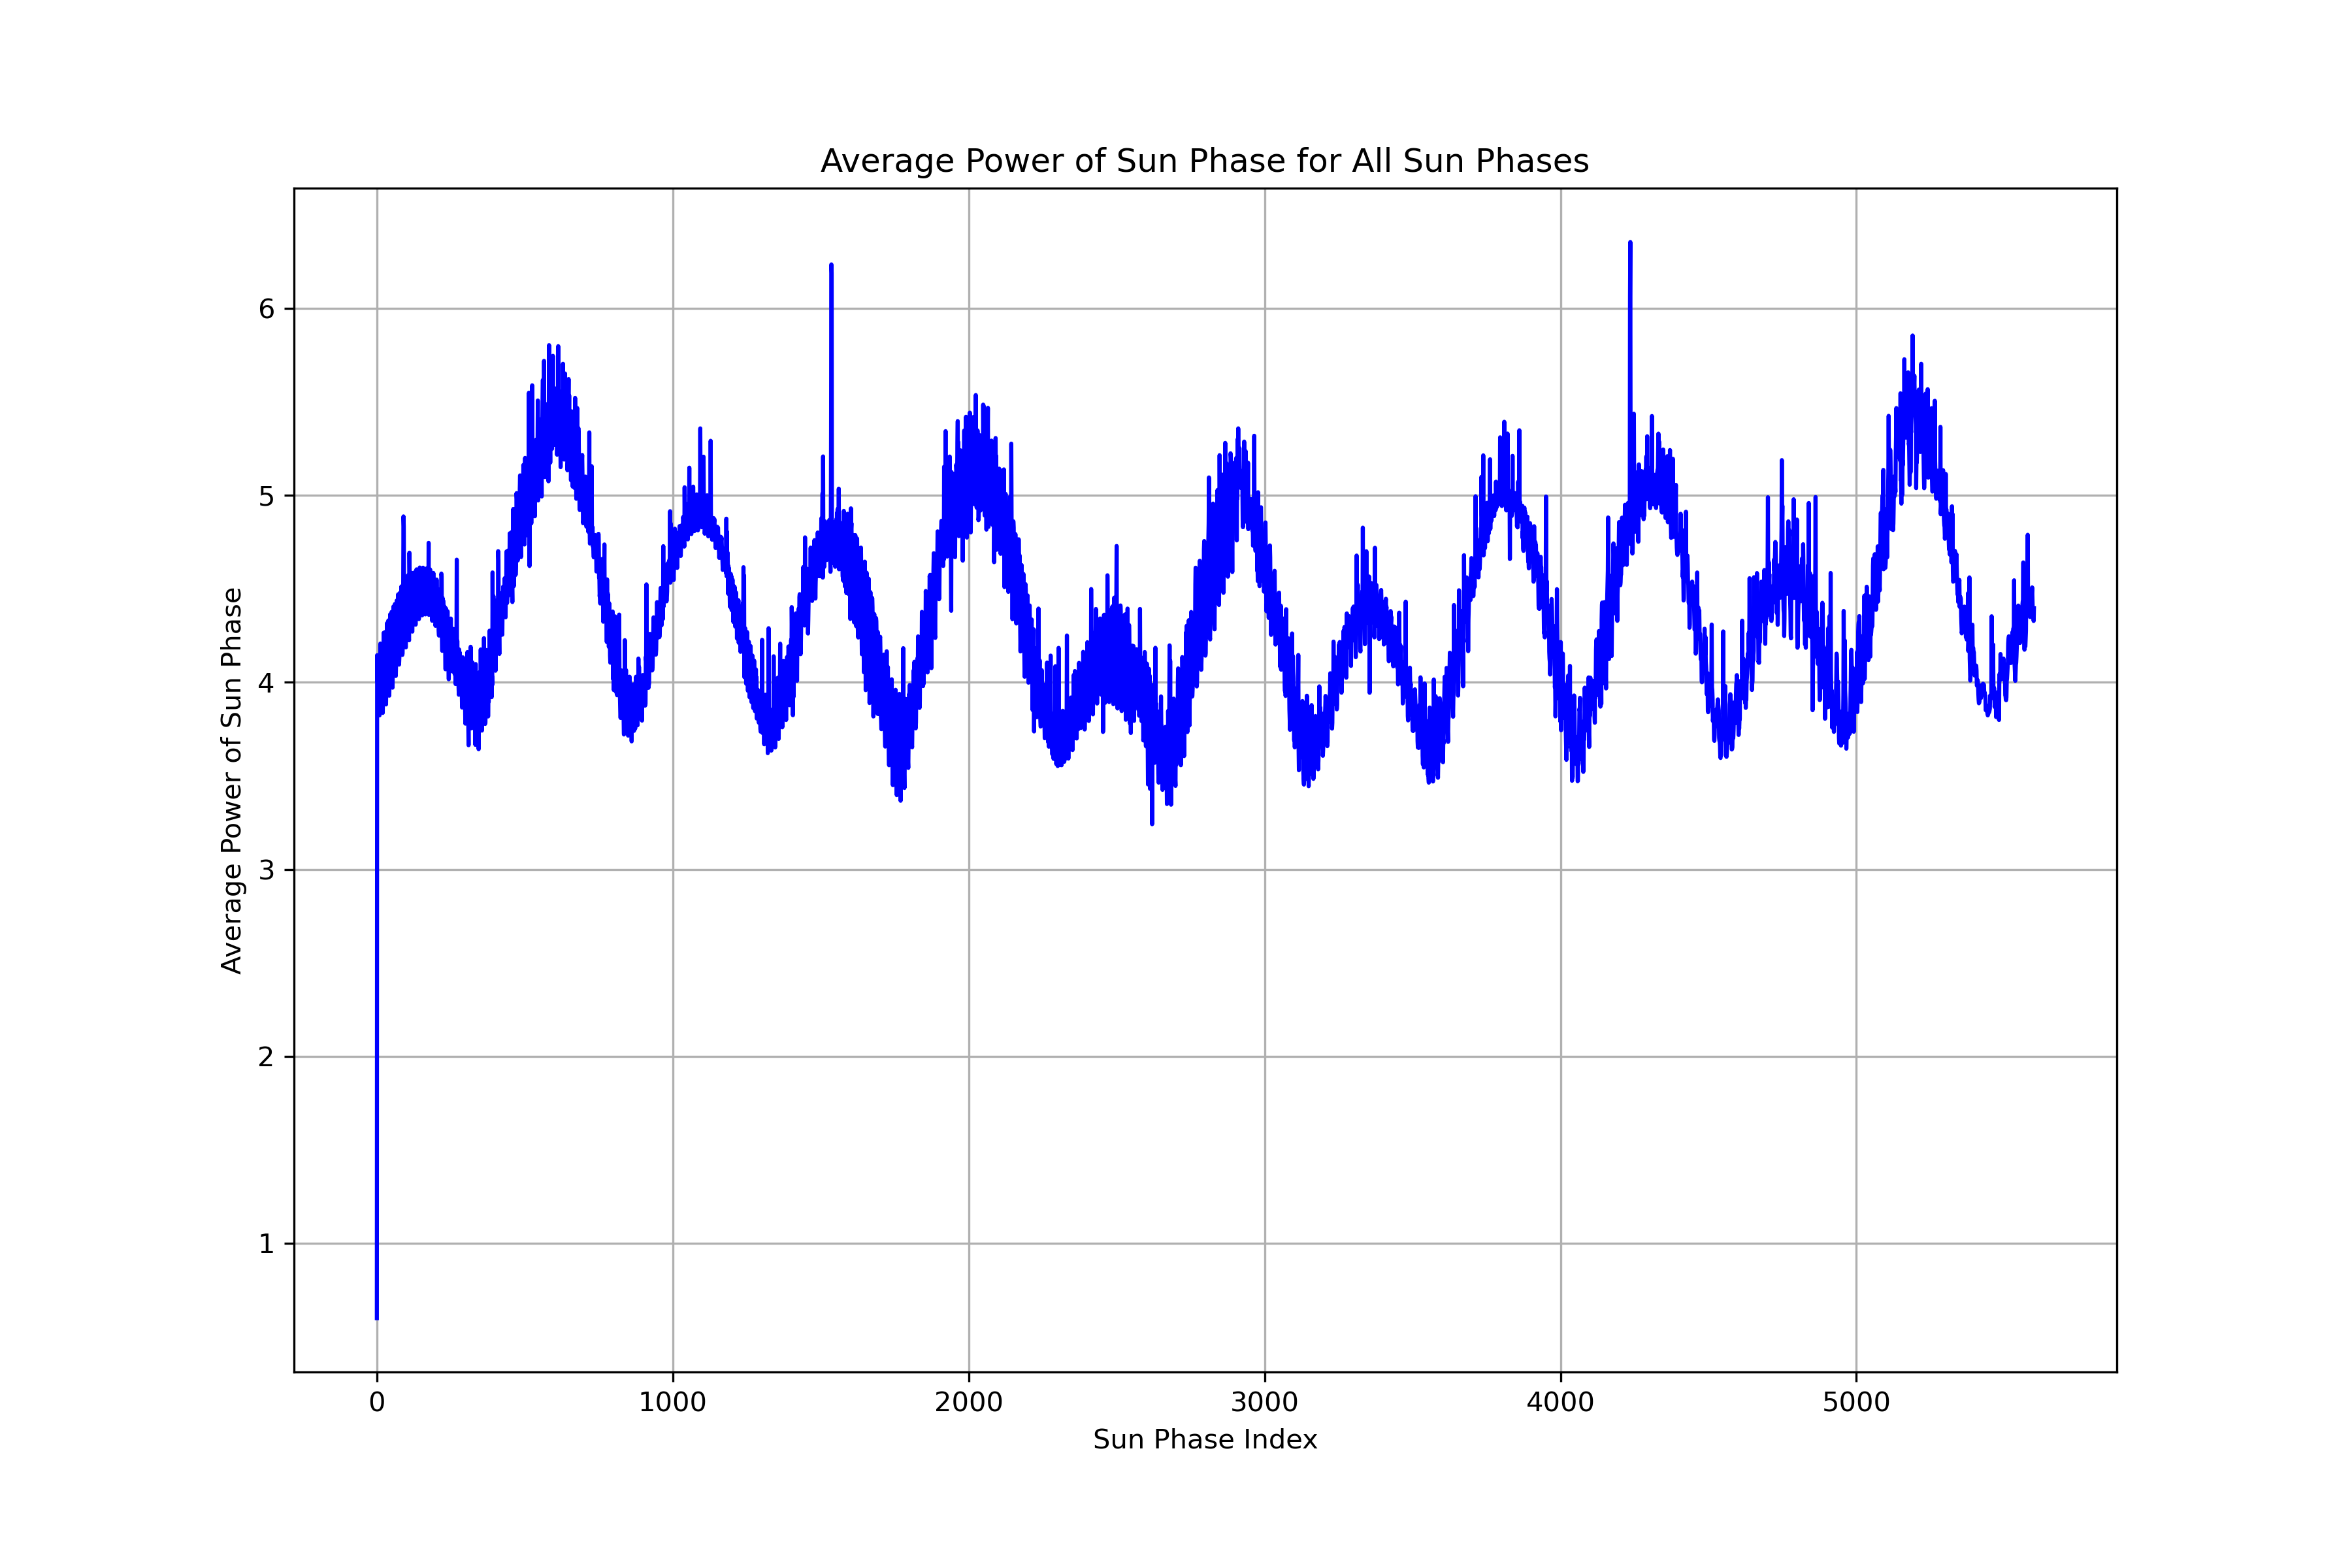 Average Power of Sun Phase for All Sun Phases
Average Power of Sun Phase
6
5
4
3
2
1
0 1000 2000 3000 4000 5000
Sun Phase Index